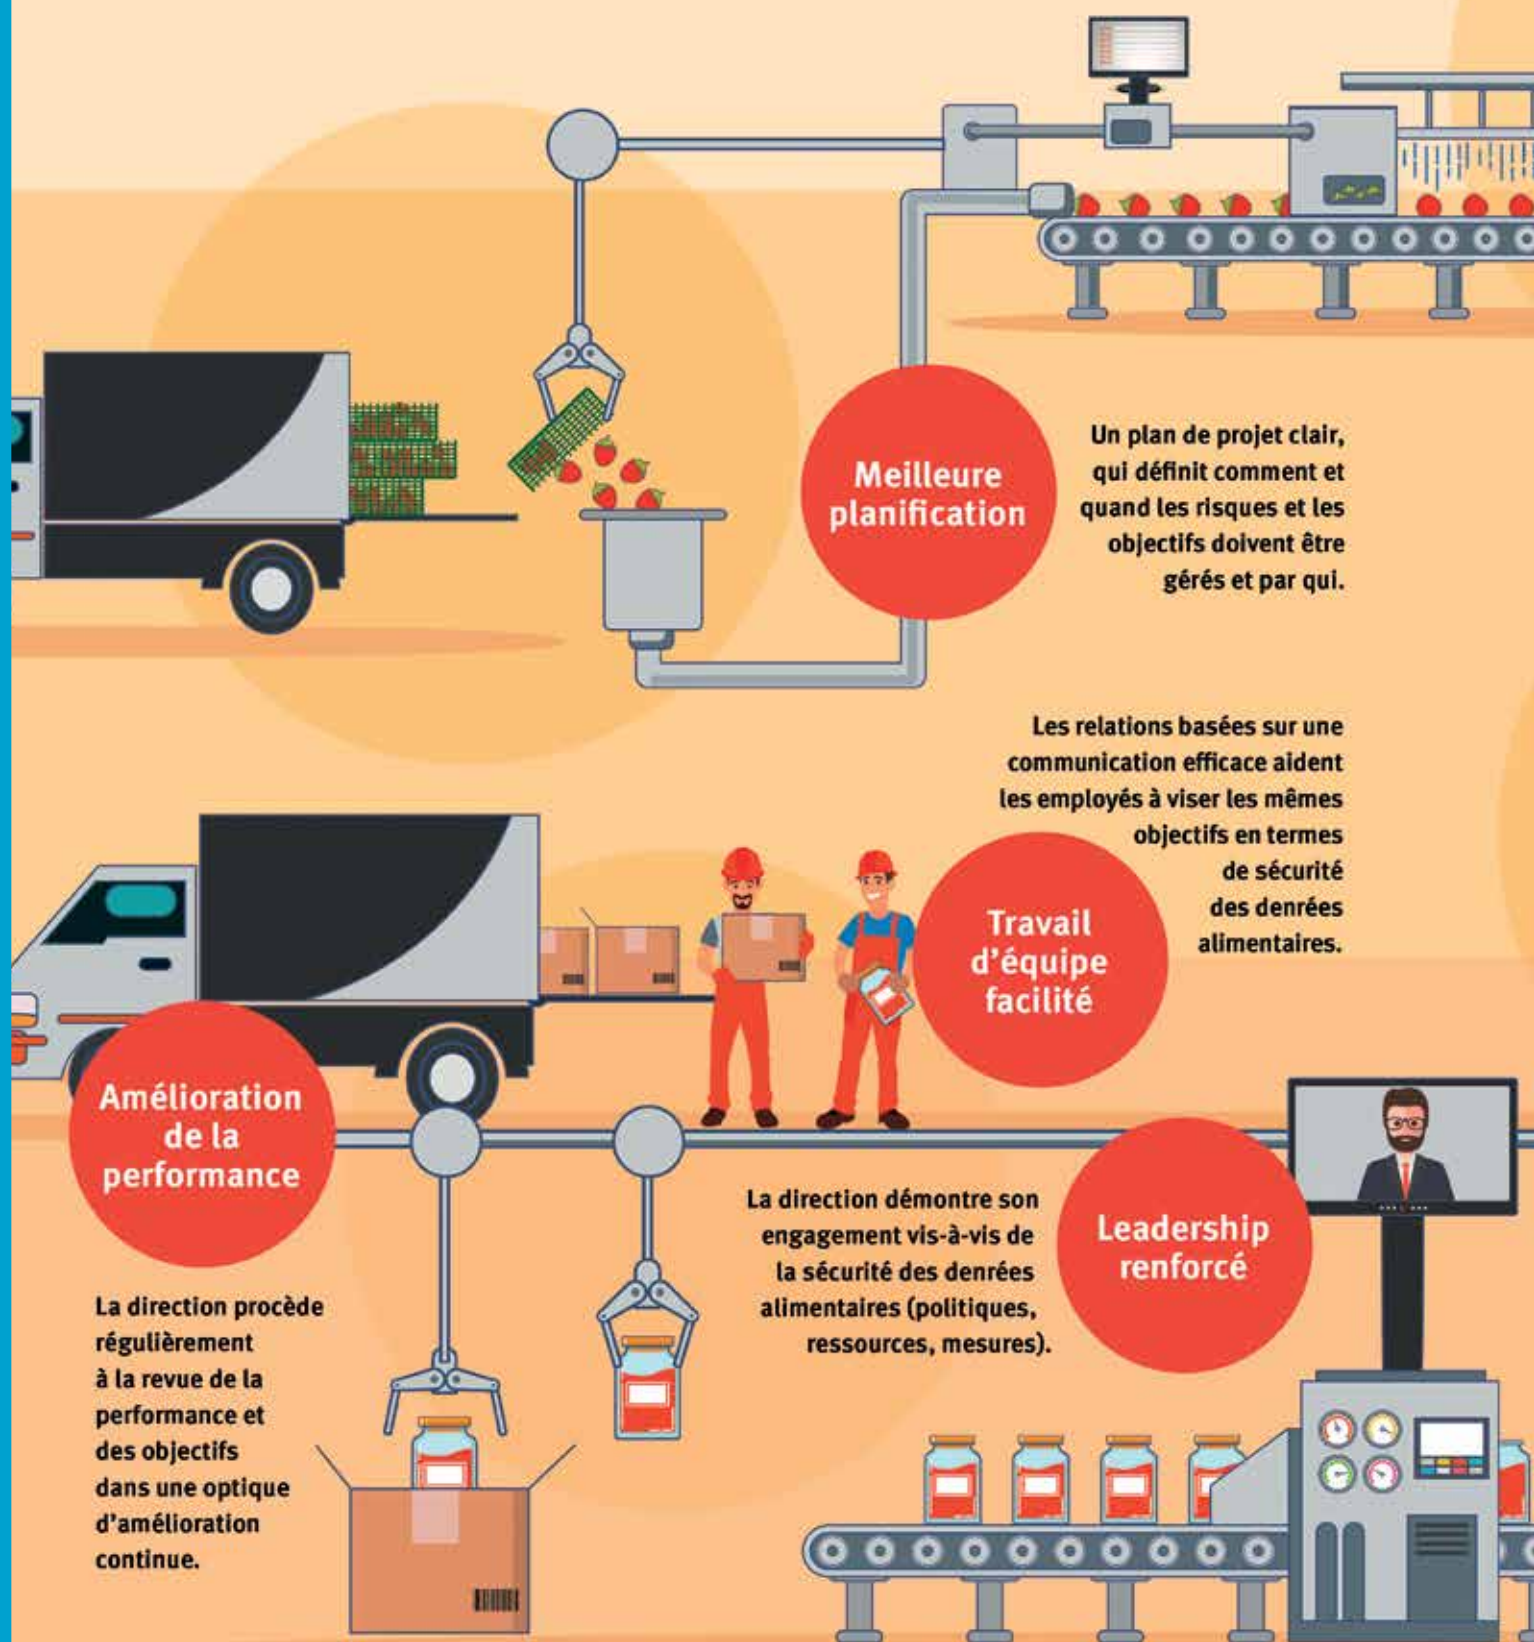 Meilleure
planification
Un plan de projet clair,
qui définit comment et
quand les risques et les
objectifs doivent être
gérés et par qui.
Les relations basées sur une
communication efficace aident
les employés à viser les mêmes
objectifs en termes
de sécurité
des denrées
alimentaires.
Travail
d'équipe
facilité
Amélioration
de la
performance
La direction procède
régulièrement
à la revue de la
performance et
des objectifs
dans une optique
d'amélioration
continue.
La direction démontre son
engagement vis-à-vis de
la sécurité des denrées
alimentaires (politiques,
ressources, mesures).
Leadership
renforcé